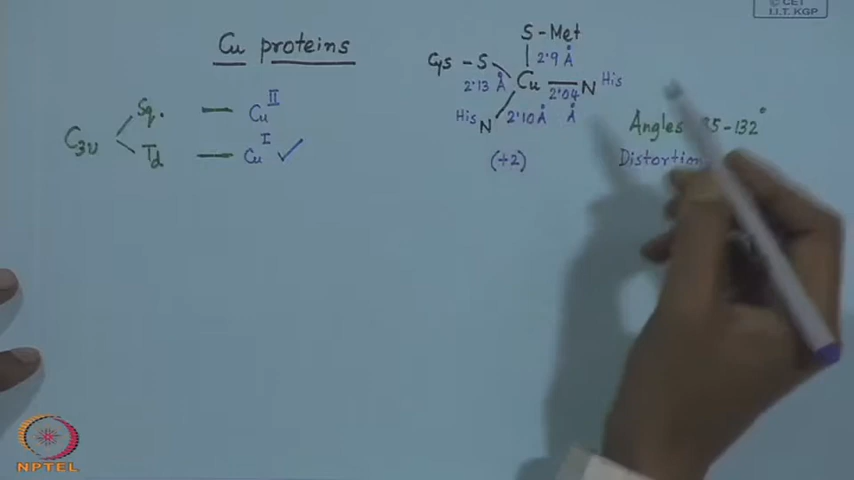 Cu proteins
C3v
Sq. — Cu II
Td — Cu I ✓
S - Met
2.9 Å
Cys - S
2.13 Å
Cu
N His
2.04 Å
His N
2.10 Å
(+2)
Angles 85-132°
Distortion
© CET
I.I.T. KGP
NPTEL